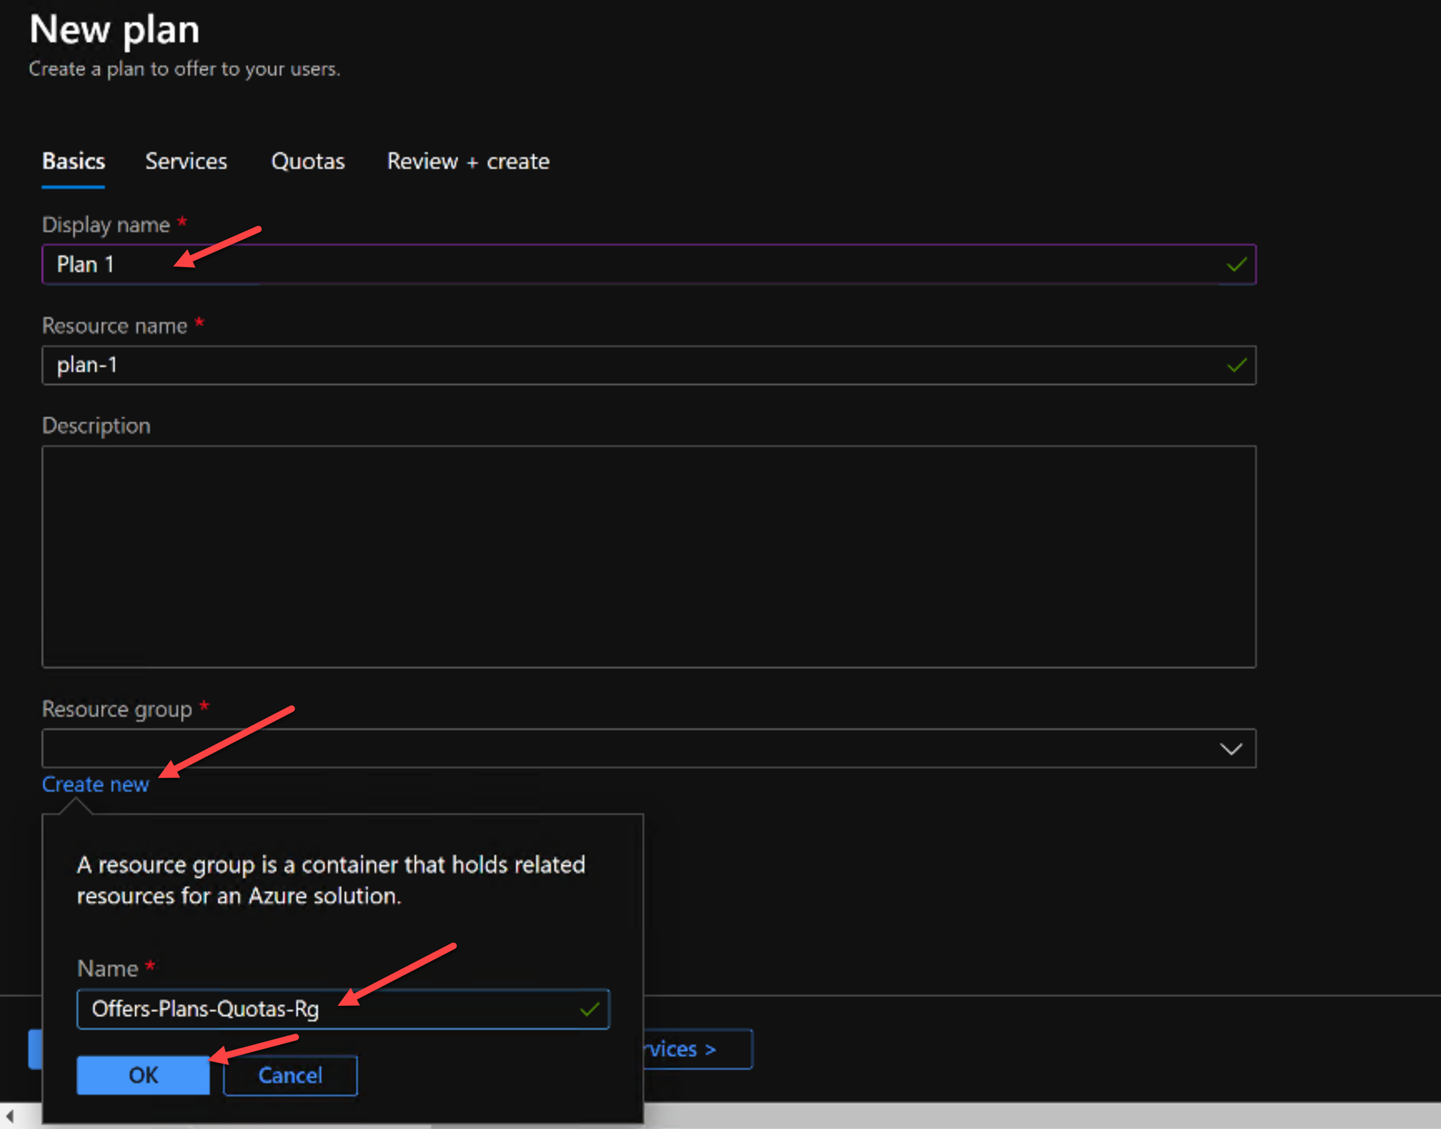 New plan
Create a plan to offer to your users.
Basics Services Quotas Review + create
Display name *
Plan 1
Resource name *
plan-1
Description
Resource group *
Create new
A resource group is a container that holds related
resources for an Azure solution.
Name *
Offers-Plans-Quotas-Rg
rvices >
OK Cancel